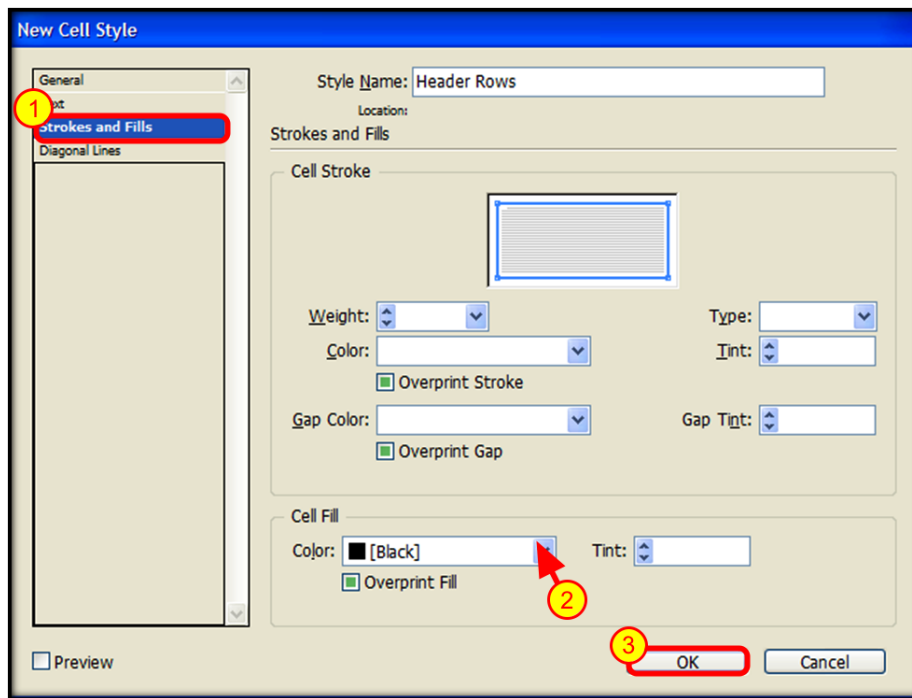 New Cell Style
General
1
Strokes and Fills
Diagonal Lines
Style Name: Header Rows
Location:
Strokes and Fills
Cell Stroke
Weight:
Type:
Color:
Tint:
Overprint Stroke
Gap Color:
Gap Tint:
Overprint Gap
Cell Fill
Color: [Black]
Tint:
Overprint Fill
2
Preview
3
OK
Cancel